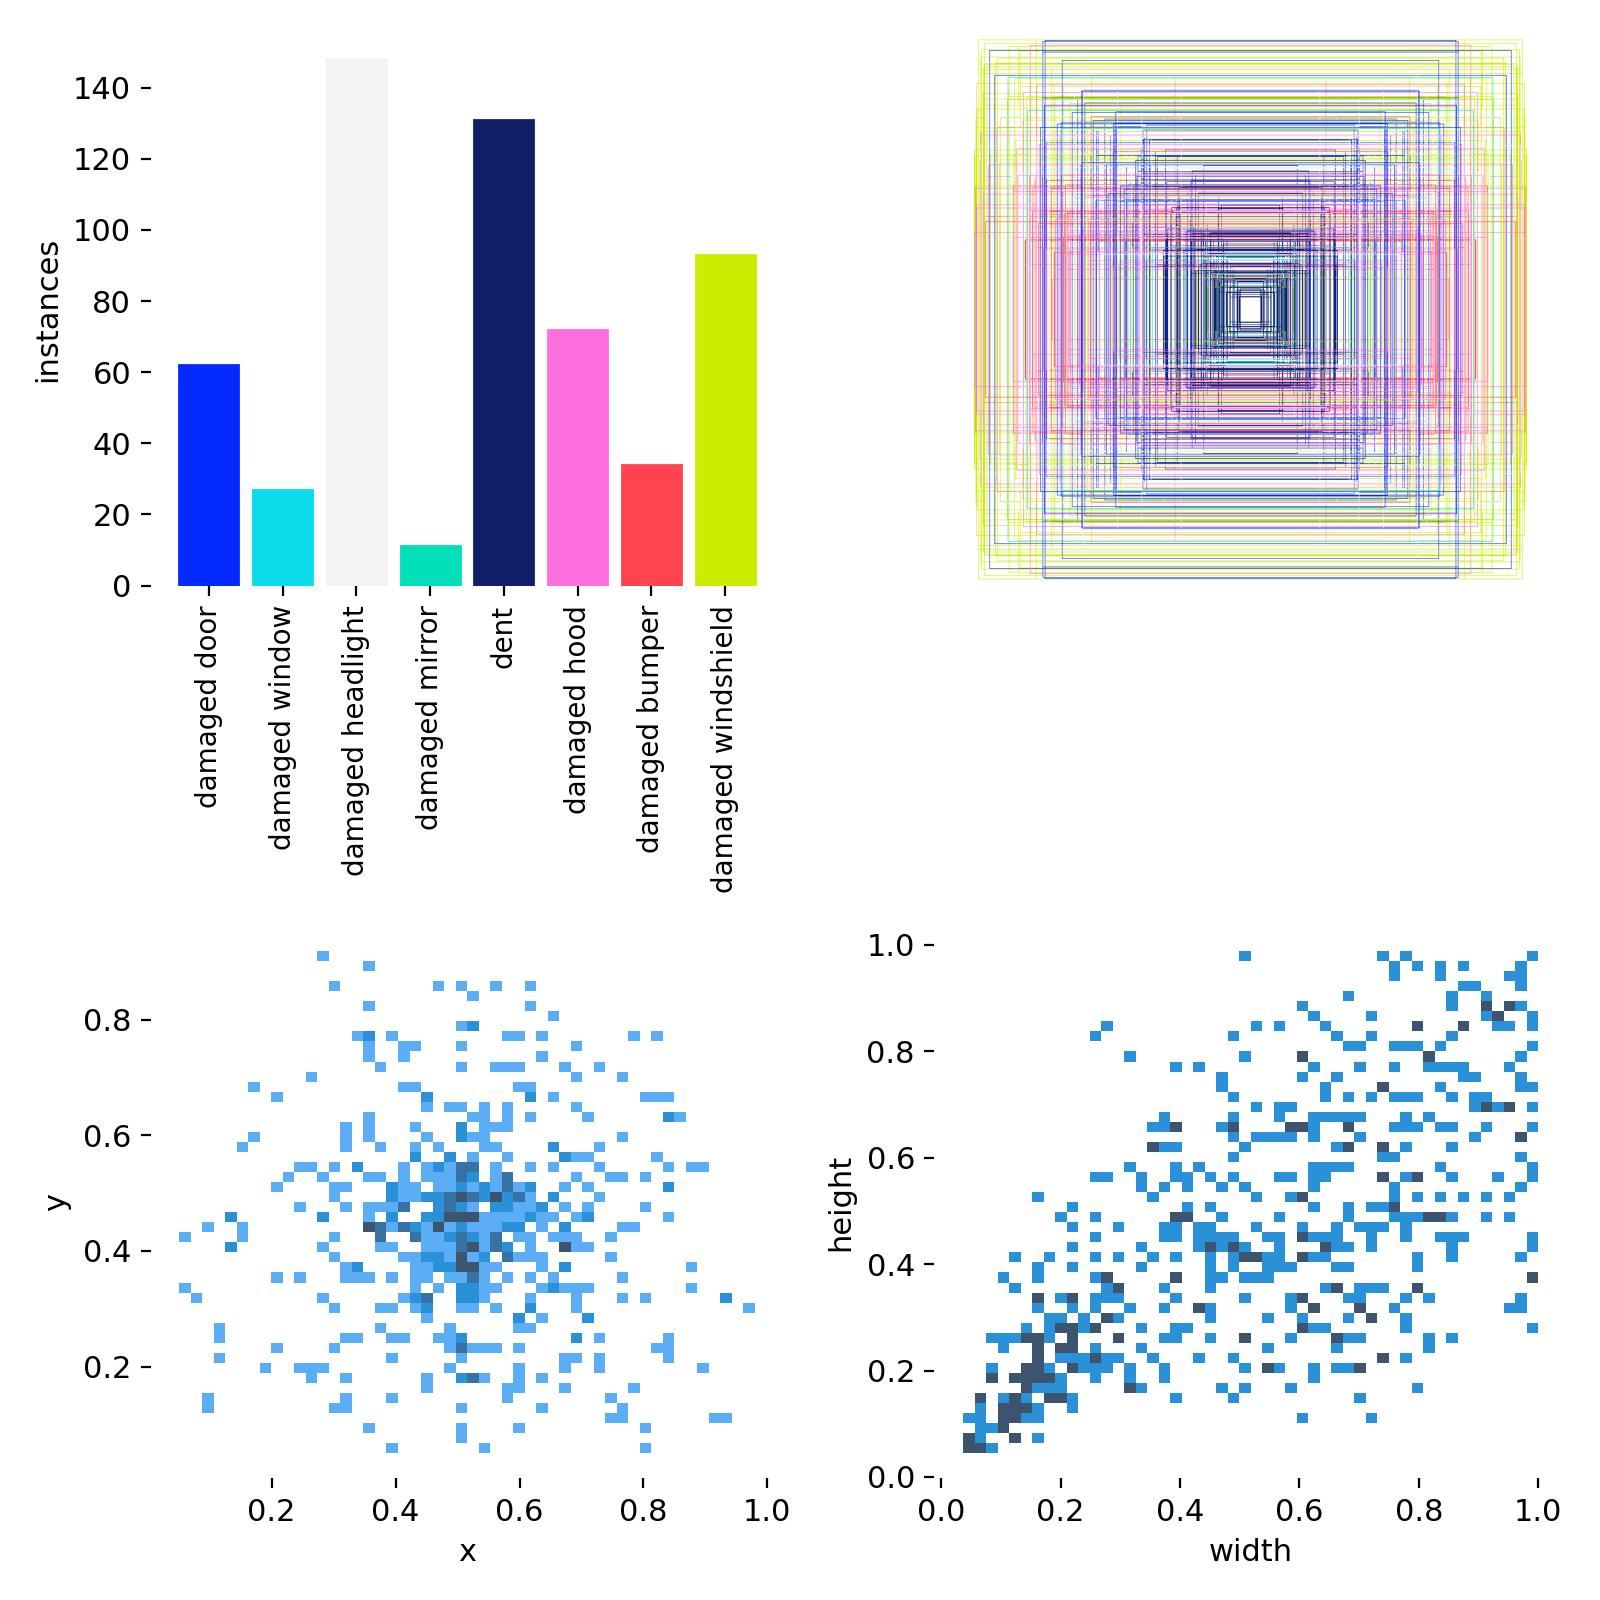 instances
140
120
100
80
60
40
20
0
damaged door
damaged window
damaged headlight
damaged mirror
dent
damaged hood
damaged bumper
damaged windshield
y
0.8
0.6
0.4
0.2
0.2 0.4 0.6 0.8 1.0
x
height
1.0
0.8
0.6
0.4
0.2
0.0
0.0 0.2 0.4 0.6 0.8 1.0
width